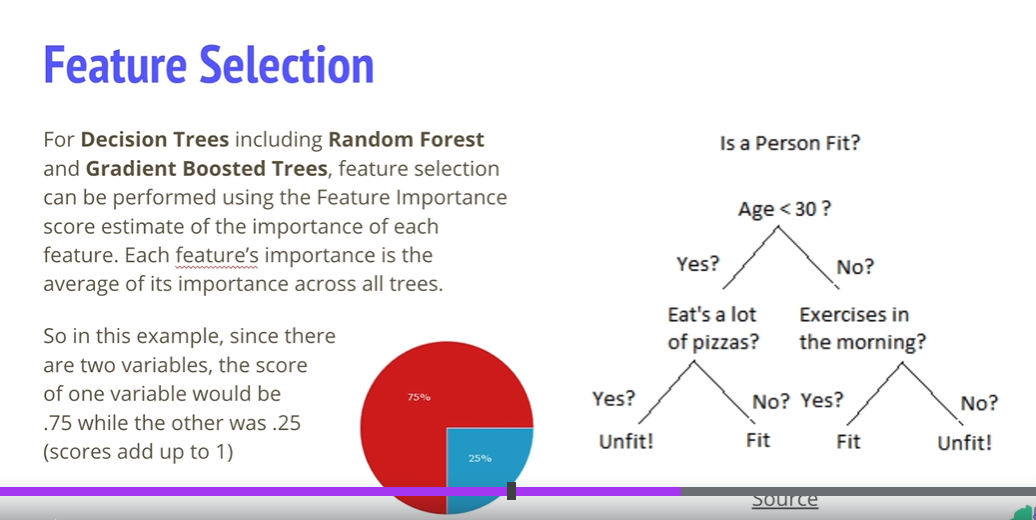 Feature Selection
For Decision Trees including Random Forest
and Gradient Boosted Trees, feature selection
can be performed using the Feature Importance
score estimate of the importance of each
feature. Each feature's importance is the
average of its importance across all trees.
So in this example, since there
are two variables, the score
of one variable would be
.75 while the other was .25
(scores add up to 1)
75%
25%
Is a Person Fit?
Age < 30 ?
Yes? No?
Eat's a lot Exercises in
of pizzas? the morning?
Yes? No? Yes? No?
Unfit! Fit Fit Unfit!
Source